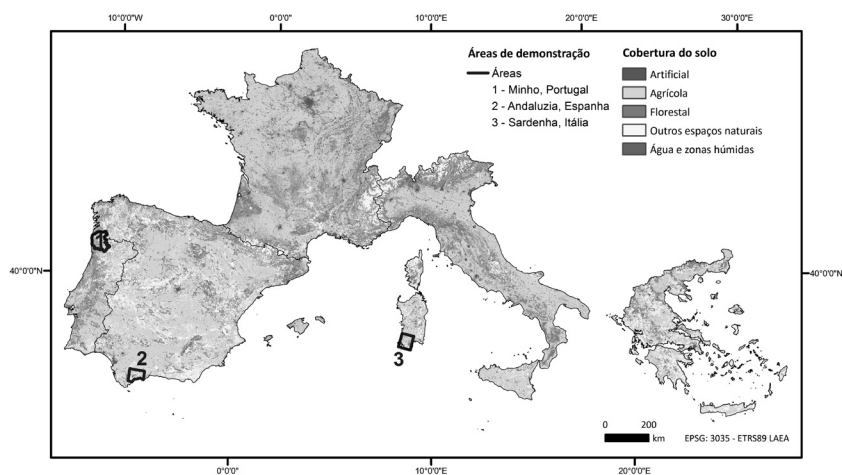 10°0'0"W
0°0'0"
10°0'0"E
20°0'0"E
30°0'0"E
Áreas de demonstração
Áreas
1 - Minho, Portugal
2 - Andaluzia, Espanha
3 - Sardenha, Itália
Cobertura do solo
Artificial
Agrícola
Florestal
Outros espaços naturais
Água e zonas húmidas
1
40°0'0"N
40°0'0"N
2
3
0 200
km
EPSG: 3035 - ETRS89 LAEA
0°0'0"
10°0'0"E
20°0'0"E